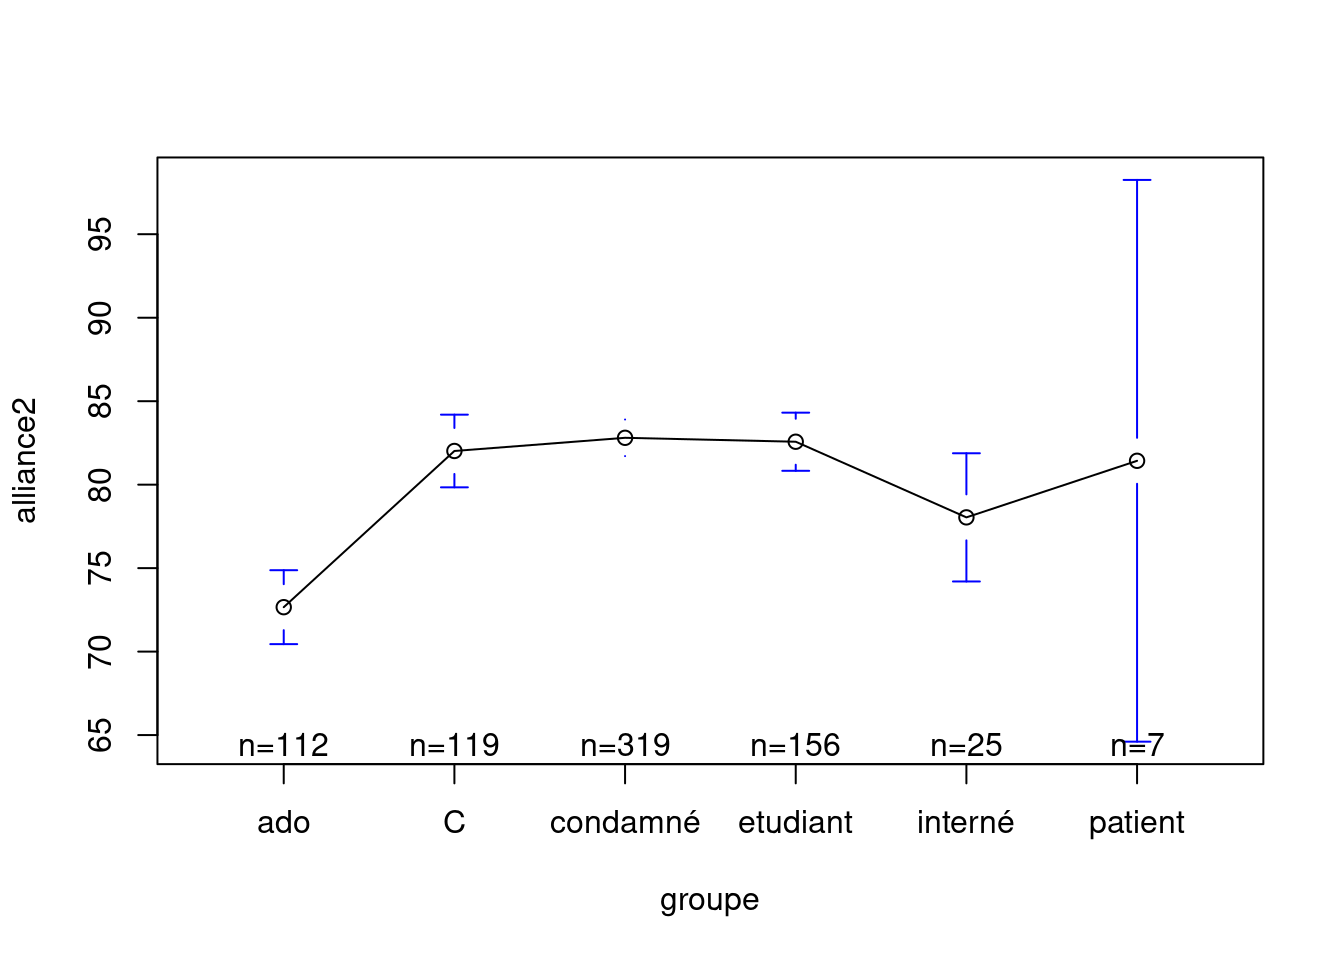 95
90
85
80
75
70
65
alliance2
n=112 n=119 n=319 n=156 n=25 n=7
ado C condamné etudiant interné patient
groupe